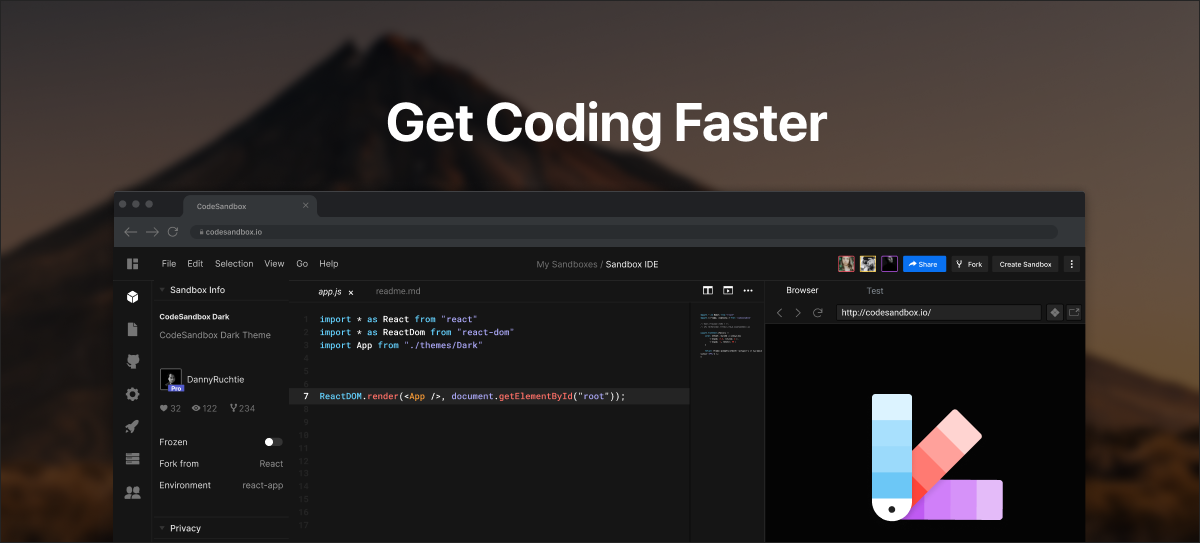 Get Coding Faster
CodeSandbox
codesandbox.io
File Edit Selection View Go Help
My Sandboxes / Sandbox IDE
Share Fork Create Sandbox
Sandbox Info
CodeSandbox Dark
CodeSandbox Dark Theme
DannyRuchtie
Pro
32 122 234
Frozen
Fork from React
Environment react-app
Privacy
app.js readme.md
1 import * as React from "react"
2 import * as ReactDom from "react-dom"
3 import App from "./themes/Dark"
4
5
6
7 ReactDOM.render(<App />, document.getElementById("root"));
8
9
10
11
12
13
14
15
16
17
Browser Test
http://codesandbox.io/